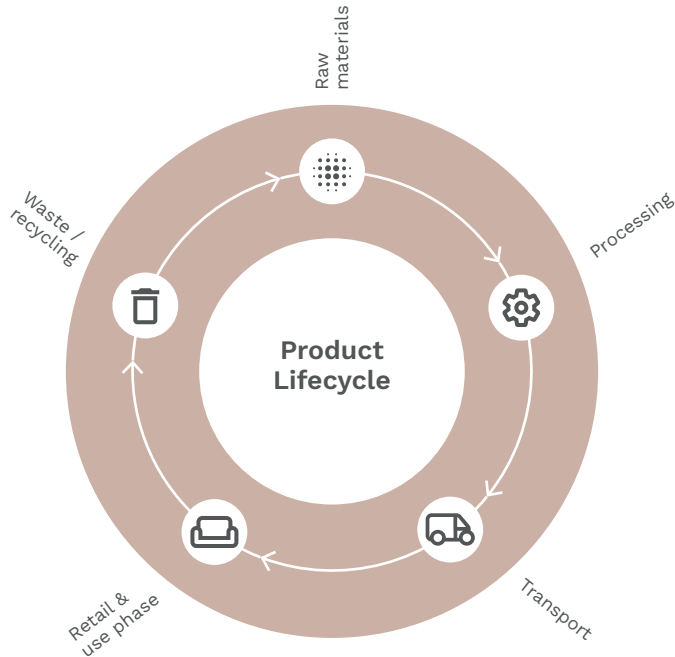 Raw
materials
Processing
Transport
Retail &
use phase
Waste /
recycling
Product
Lifecycle